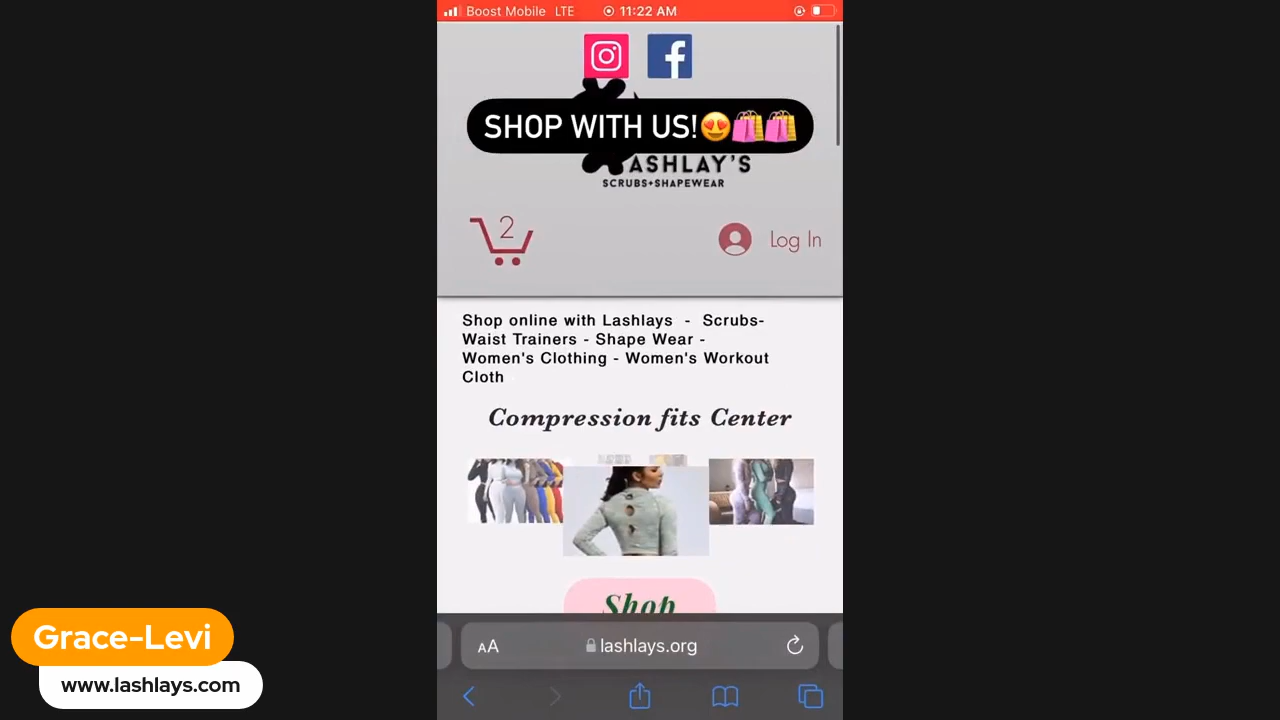 Boost Mobile LTE 11:22 AM
SHOP WITH US!😍🛍️🛍️
ASHLAY'S
SCRUBS+SHAPEWEAR
2
Log In
Shop online with Lashlays - Scrubs-
Waist Trainers - Shape Wear -
Women's Clothing - Women's Workout
Cloth
Compression fits Center
Shop
AA lashlays.org
Grace-Levi
www.lashlays.com